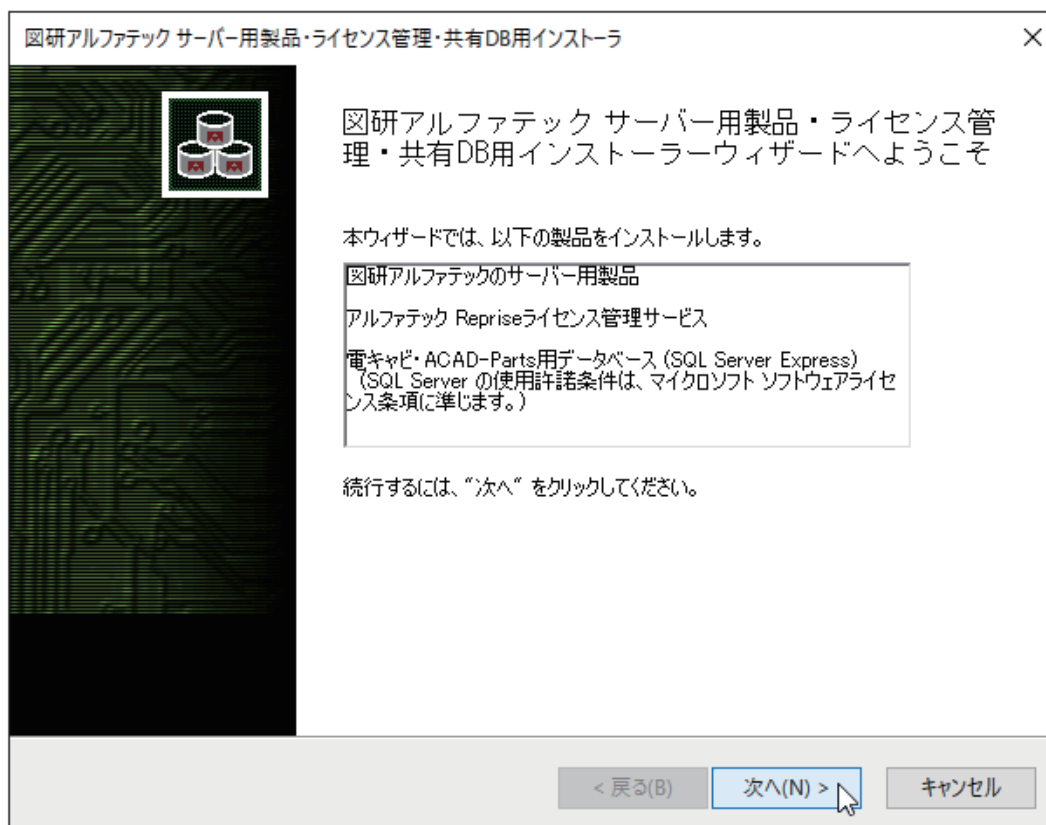 図研アルファテック サーバー用製品・ライセンス管理・共有DB用インストーラ
図研アルファテック サーバー用製品・ライセンス管
理・共有DB用インストーラーウィザードへようこそ
本ウィザードでは、以下の製品をインストールします。
図研アルファテックのサーバー用製品
アルファテック Repriseライセンス管理サービス
電キャビ・ACAD-Parts用データベース (SQL Server Express)
(SQL Server の使用許諾条件は、マイクロソフト ソフトウェアライセ
ンス条項に準じます。)
続行するには、“次へ” をクリックしてください。
< 戻る(B)
次へ(N) >
キャンセル